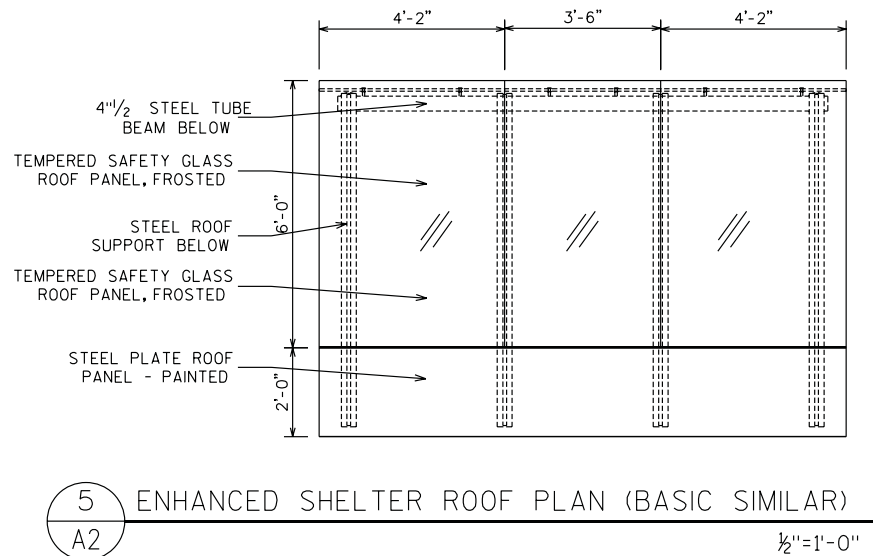 4'-2"
3'-6"
4'-2"
4"1/2 STEEL TUBE
BEAM BELOW
TEMPERED SAFETY GLASS
ROOF PANEL, FROSTED
6'-0"
STEEL ROOF
SUPPORT BELOW
TEMPERED SAFETY GLASS
ROOF PANEL, FROSTED
STEEL PLATE ROOF
PANEL - PAINTED
2'-0"
5
A2
ENHANCED SHELTER ROOF PLAN (BASIC SIMILAR)
1/2"=1'-0"